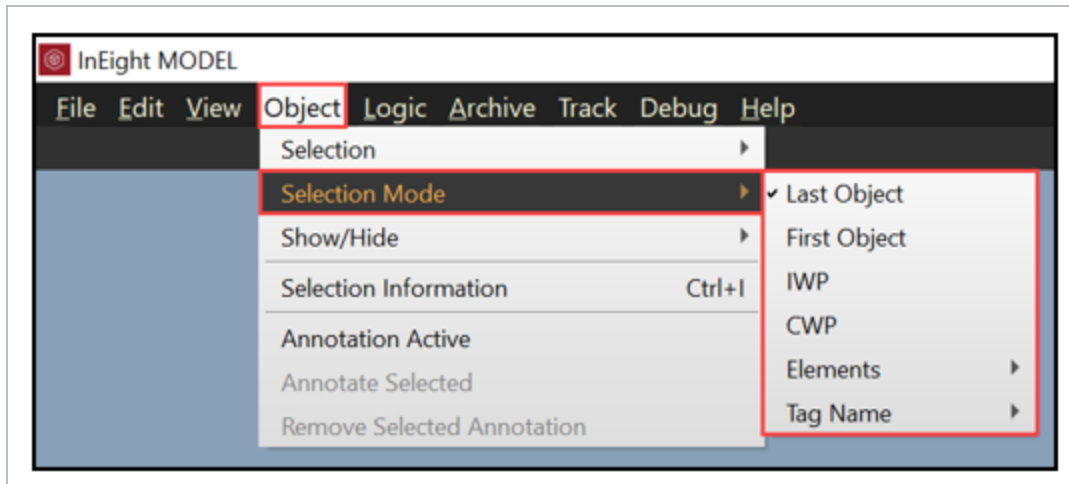 InEight MODEL
File Edit View Object Logic Archive Track Debug Help
Selection
Selection Mode
Show/Hide
Selection Information Ctrl+I
Annotation Active
Annotate Selected
Remove Selected Annotation
Last Object
First Object
IWP
CWP
Elements
Tag Name